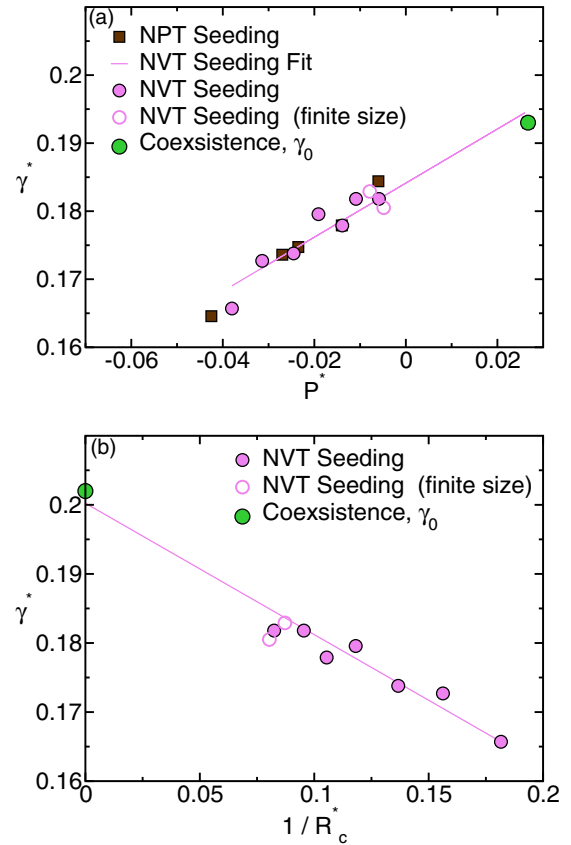 (a)
NPT Seeding
NVT Seeding Fit
NVT Seeding
NVT Seeding (finite size)
Coexsistence, γ0
0.2
0.19
0.18
0.17
0.16
γ*
-0.06 -0.04 -0.02 0 0.02
P*
(b)
NVT Seeding
NVT Seeding (finite size)
Coexsistence, γ0
0.2
0.19
0.18
0.17
0.16
γ*
0 0.05 0.1 0.15 0.2
1 / R*c